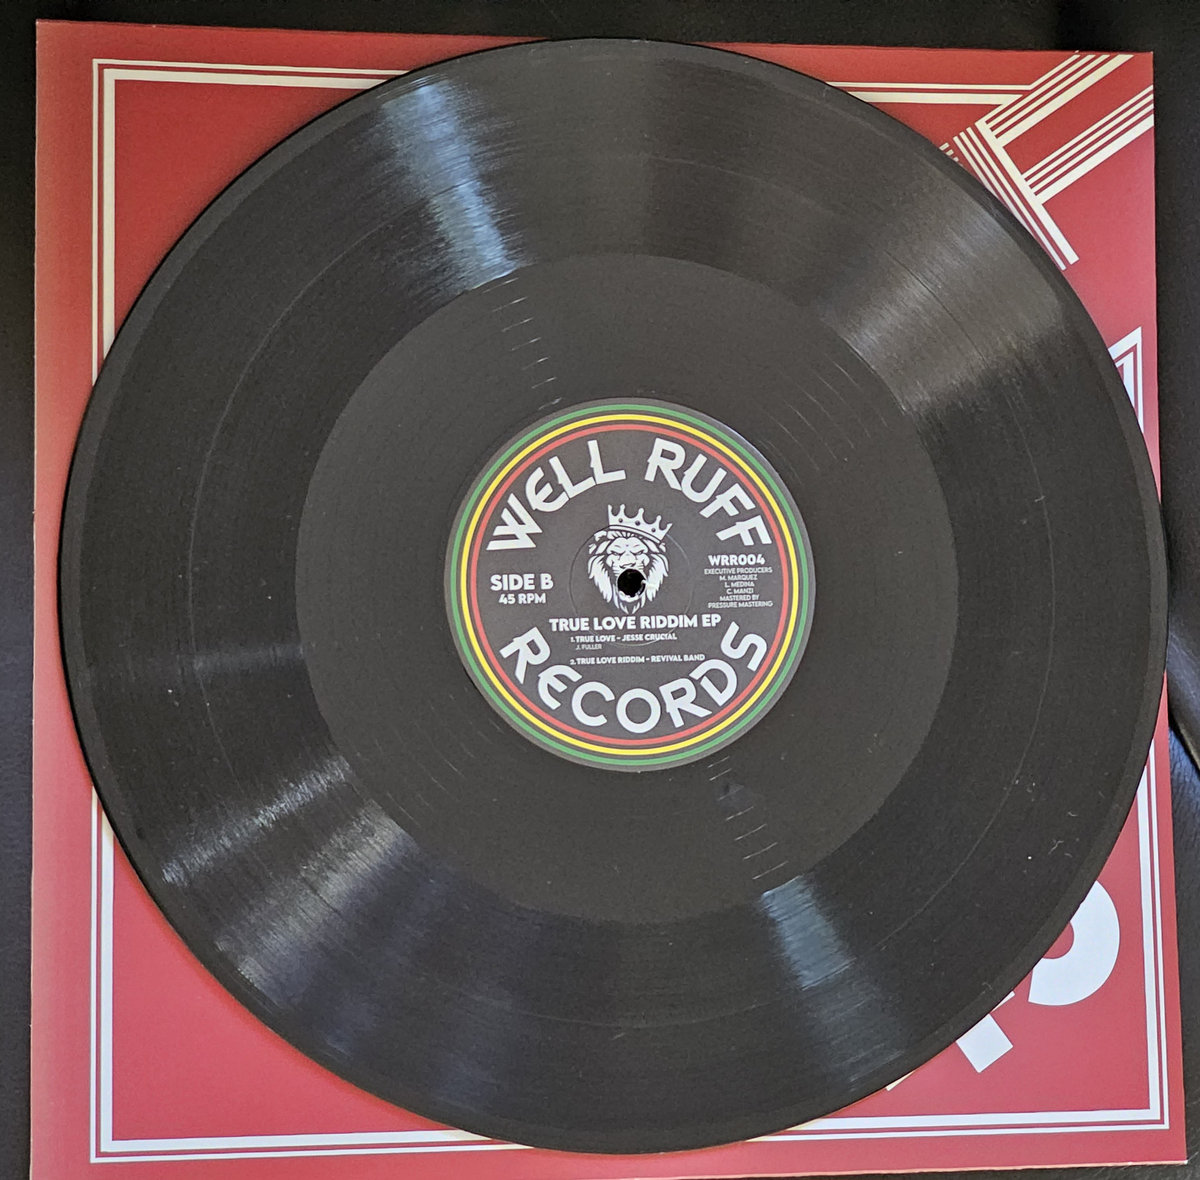 WELL RUFF
SIDE B
45 RPM
WRR004
EXECUTIVE PRODUCERS
M. MARQUEZ
L. MEDINA
C. MANZI
MASTERED BY
PRESSURE MASTERING
TRUE LOVE RIDDIM EP
1. TRUE LOVE - JESSE CRUCIAL
J. FULLER
2. TRUE LOVE RIDDIM - REVIVAL BAND
RECORDS